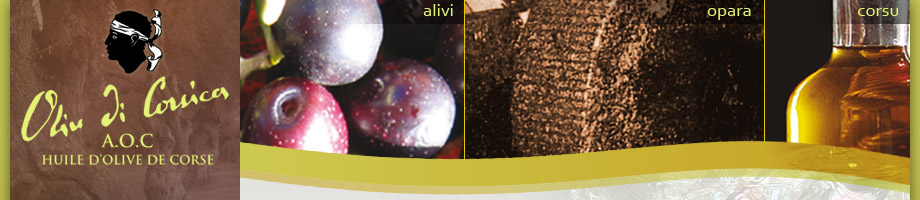 Oliu di Corsica
A.O.C
HUILE D'OLIVE DE CORSE
alivi
opara
corsu